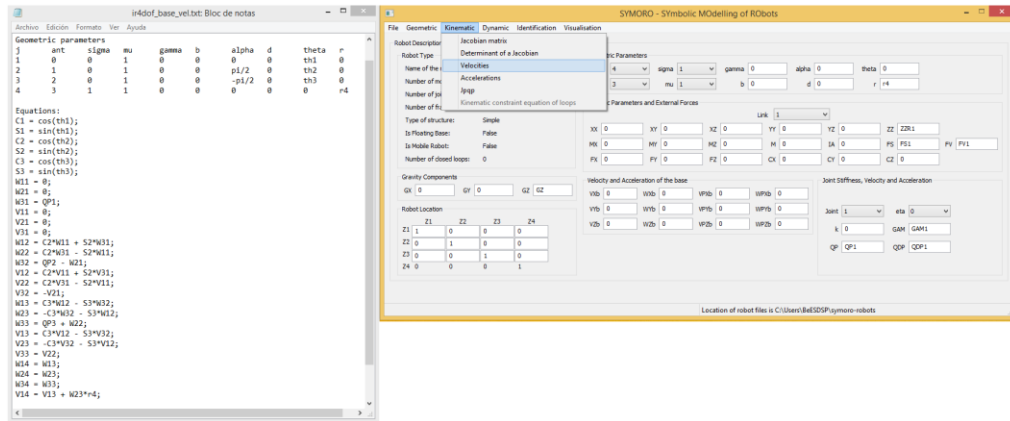 ir4dof_base_vel.txt: Bloc de notas
Archivo Edición Formato Ver Ayuda
Geometric parameters
j ant sigma mu gamma b alpha d theta r
1 0 0 1 0 0 0 0 th1 0
2 1 0 1 0 0 pi/2 0 th2 0
3 2 0 1 0 0 -pi/2 0 th3 0
4 3 1 1 0 0 0 0 0 r4
Equations:
C1 = cos(th1);
S1 = sin(th1);
C2 = cos(th2);
S2 = sin(th2);
C3 = cos(th3);
S3 = sin(th3);
W11 = 0;
W21 = 0;
W31 = QP1;
V11 = 0;
V21 = 0;
V31 = 0;
W12 = C2*W11 + S2*W31;
W22 = C2*W31 - S2*W11;
W32 = QP2 - W21;
V12 = C2*V11 + S2*V31;
V22 = C2*V31 - S2*V11;
V32 = -V21;
W13 = C3*W12 - S3*W32;
W23 = -C3*W32 - S3*W12;
W33 = QP3 + W22;
V13 = C3*V12 - S3*V32;
V23 = -C3*V32 - S3*V12;
V33 = V22;
W14 = W13;
W24 = W23;
W34 = W33;
V14 = V13 + W23*r4;
SYMORO - SYmbolic MOdelling of RObots
File Geometric Kinematic Dynamic Identification Visualisation
Jacobian matrix
Determinant of a Jacobian
Velocities
Accelerations
Jpqp
Kinematic constraint equation of loops
Robot Description
Robot Type
Name of the
Number of
Number of
Number of
Type of structure: Simple
Is Floating Base: False
Is Mobile Robot: False
Number of closed loops: 0
Gravity Components
GX 0 GY 0 GZ GZ
Robot Location
Z1 Z2 Z3 Z4
Z1 1 0 0 0
Z2 0 1 0 0
Z3 0 0 1 0
Z4 0 0 0 1
Parameters
4 sigma 1 gamma 0 alpha 0 theta 0
3 mu 1 b 0 d 0 r r4
Parameters and External Forces
Link 1
XX 0 XY 0 XZ 0 YY 0 YZ 0 ZZ ZZR1
MX 0 MY 0 MZ 0 M 0 IA 0 FS FS1 FV FV1
FX 0 FY 0 FZ 0 CX 0 CY 0 CZ 0
Velocity and Acceleration of the base
VXb 0 WXb 0 VPXb 0 WPXb 0
VYb 0 WYb 0 VPYb 0 WPYb 0
VZb 0 WZb 0 VPZb 0 WPZb 0
Joint Stiffness, Velocity and Acceleration
Joint 1 eta 0
k 0 GAM GAM1
QP QP1 QDP QDP1
Location of robot files is C:\Users\BeESDSP\symoro-robots